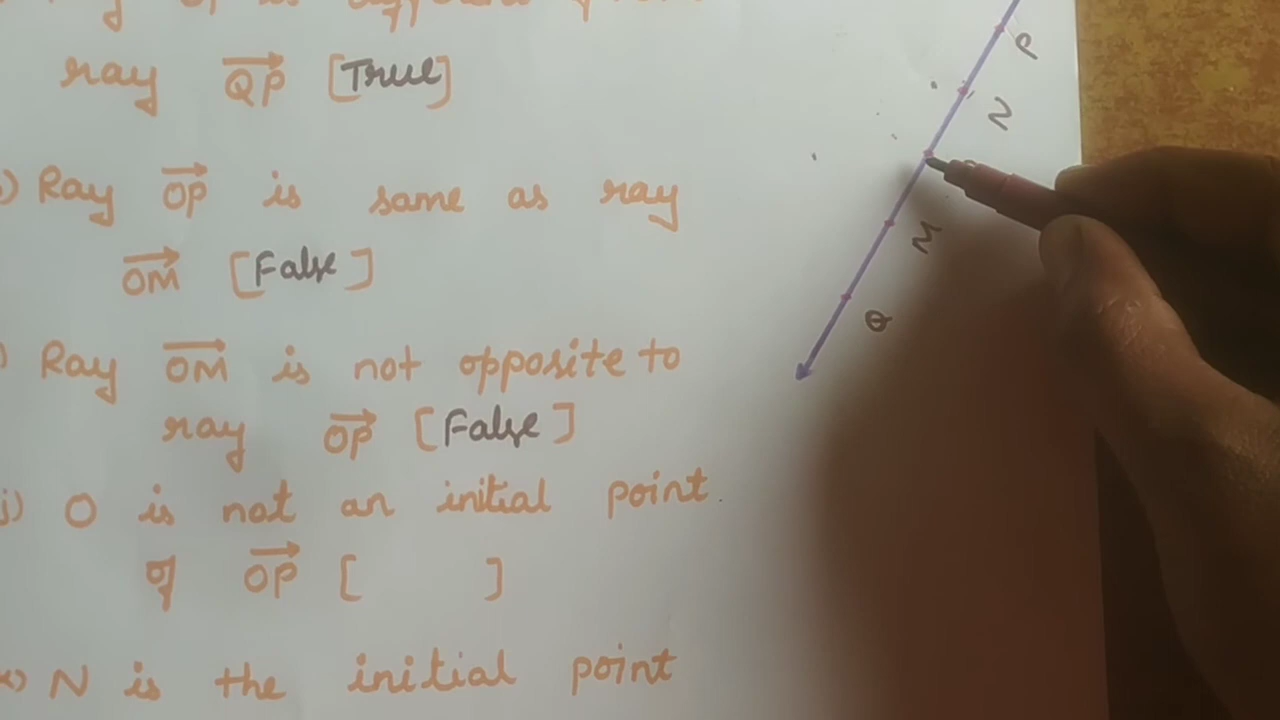 ray QP [True]
) Ray OP is same as ray
OM [False]
) Ray OM is not opposite to
ray OP [False]
j) O is not an initial point
of OP [ ]
) N is the initial point
P
N
M
Q